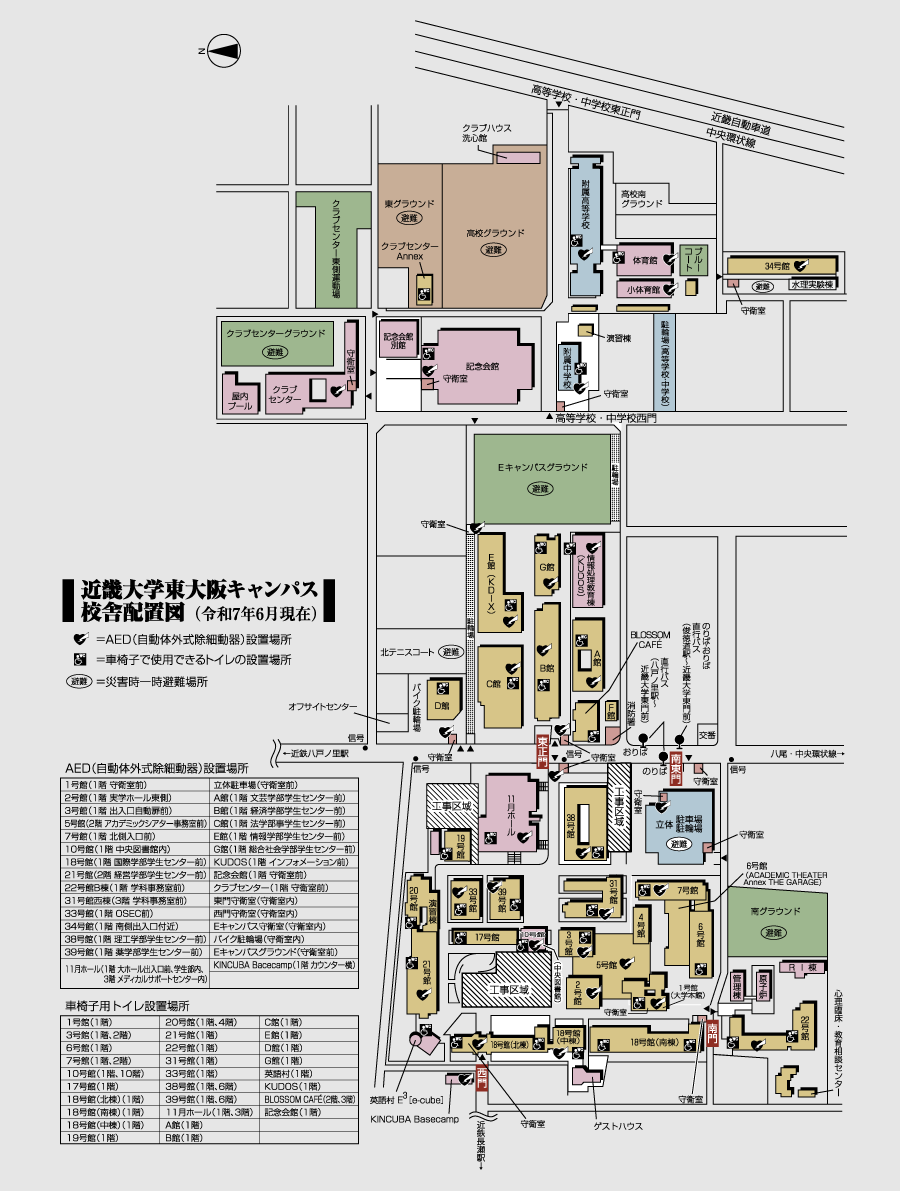 N
高等学校・中学校東正門
近畿自動車道
中央環状線
クラブハウス
洗心館
東グラウンド
避難
高校グラウンド
避難
クラブセンター
Annex
クラブセンター東側運動場
附属高等学校
高校南
グラウンド
体育館
小体育館
ブルー
コート
34号館
避難
水理実験棟
守衛室
クラブセンターグラウンド
避難
守衛室
屋内
プール
クラブ
センター
記念会館
別館
記念会館
守衛室
演習棟
附属中学校
守衛室
駐輪場(高等学校・中学校)
高等学校・中学校西門
Eキャンパスグラウンド
避難
駐輪場
守衛室
E館(KDIX)
G館
情報処理教育棟
(KUDOS)
近畿大学東大阪キャンパス
校舎配置図(令和7年6月現在)
=AED(自動体外式除細動器)設置場所
=車椅子で使用できるトイレの設置場所
避難 =災害時一時避難場所
駐輪場
北テニスコート 避難
C館
B館
A館
BLOSSOM
CAFÉ
F館
消防署
バイク駐輪場
D館
オフサイトセンター
直行バス
(八戸ノ里駅~近畿大学東門前)
おりば
のりばおりば
直行バス
(俊徳道駅~近畿大学東門前)
のりば
交番
信号
←近鉄八戸ノ里駅
守衛室
東正門
信号
守衛室
南東門
守衛室
信号
八尾・中央環状線→
信号
工事区域
11月ホール
38号館
工事区域
守衛室
立体
駐車場
駐輪場
避難
守衛室
19号館
6号館
(ACADEMIC THEATER
Annex THE GARAGE)
20号館
演習棟
33号館
39号館
31号館
7号館
4号館
6号館
南グラウンド
避難
17号館
10号館
(中央図書館)
3号館
5号館
21号館
工事区域
2号館
1号館
(大学本館)
守衛室
管理棟
原子炉
RI棟
22号館
心理臨床・教育相談センター
18号館(北棟)
18号館
(中棟)
18号館(南棟)
南門
西門
英語村E³[e-cube]
KINCUBA Basecamp
守衛室
ゲストハウス
守衛室
近鉄長瀬駅→
AED(自動体外式除細動器)設置場所
1号館(1階 守衛室前) 立体駐車場(守衛室前)
2号館(1階 実学ホール東側) A館(1階 文芸学部学生センター前)
3号館(1階 出入口自動扉前) B館(1階 経済学部学生センター前)
5号館(2階 アカデミックシアター事務室前) C館(1階 法学部事学生センター前)
7号館(1階 北側入口前) E館(1階 情報学部学生センター前)
10号館(1階 中央図書館内) G館(1階 総合社会学部学生センター前)
18号館(1階 国際学部学生センター前) KUDOS(1階 インフォメーション前)
21号館(2階 経営学部学生センター前) 記念会館(1階 守衛室前)
22号館B棟(1階 学科事務室前) クラブセンター(1階 守衛室前)
31号館西棟(3階 学科事務室前) 東門守衛室(守衛室内)
33号館(1階 OSEC前) 西門守衛室(守衛室内)
34号館(1階 南側出入口付近) Eキャンパス守衛室(守衛室内)
38号館(1階 理工学部学生センター前) バイク駐輪場(守衛室内)
39号館(1階 薬学部学生センター前) Eキャンパスグラウンド(守衛室前)
11月ホール(1階 大ホール出入口前、学生部内、
3階 メディカルサポートセンター内) KINCUBA Bacecamp(1階 カウンター横)
車椅子用トイレ設置場所
1号館(1階) 20号館(1階、4階) C館(1階)
3号館(1階、2階) 21号館(1階) E館(1階)
6号館(1階) 22号館(1階) D館(1階)
7号館(1階、2階) 31号館(1階) G館(1階)
10号館(1階、10階) 33号館(1階) 英語村(1階)
17号館(1階) 38号館(1階、6階) KUDOS(1階)
18号館(北棟)(1階) 39号館(1階、6階) BLOSSOM CAFÉ(2階、3階)
18号館(南棟)(1階) 11月ホール(1階、3階) 記念会館(1階)
18号館(中棟)(1階) A館(1階)
19号館(1階) B館(1階)